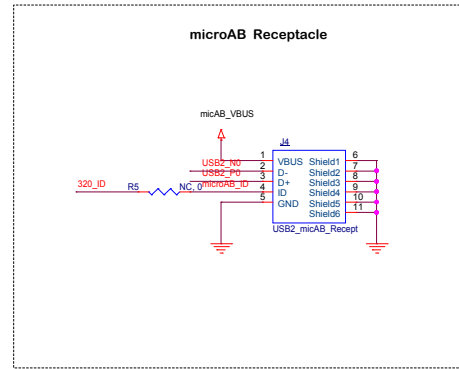 microAB Receptacle
micAB_VBUS
J4
1 VBUS Shield1 6
USB2_N0 2 D- Shield2 7
USB2_P0 3 D+ Shield3 8
320_ID R5 NC, 0 microAB_ID 4 ID Shield4 9
5 GND Shield5 10
Shield6 11
USB2_micAB_Recept